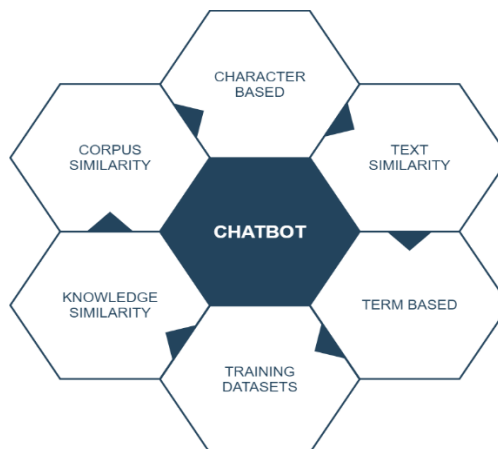 CHARACTER
BASED
CORPUS
SIMILARITY
TEXT
SIMILARITY
CHATBOT
KNOWLEDGE
SIMILARITY
TERM BASED
TRAINING
DATASETS